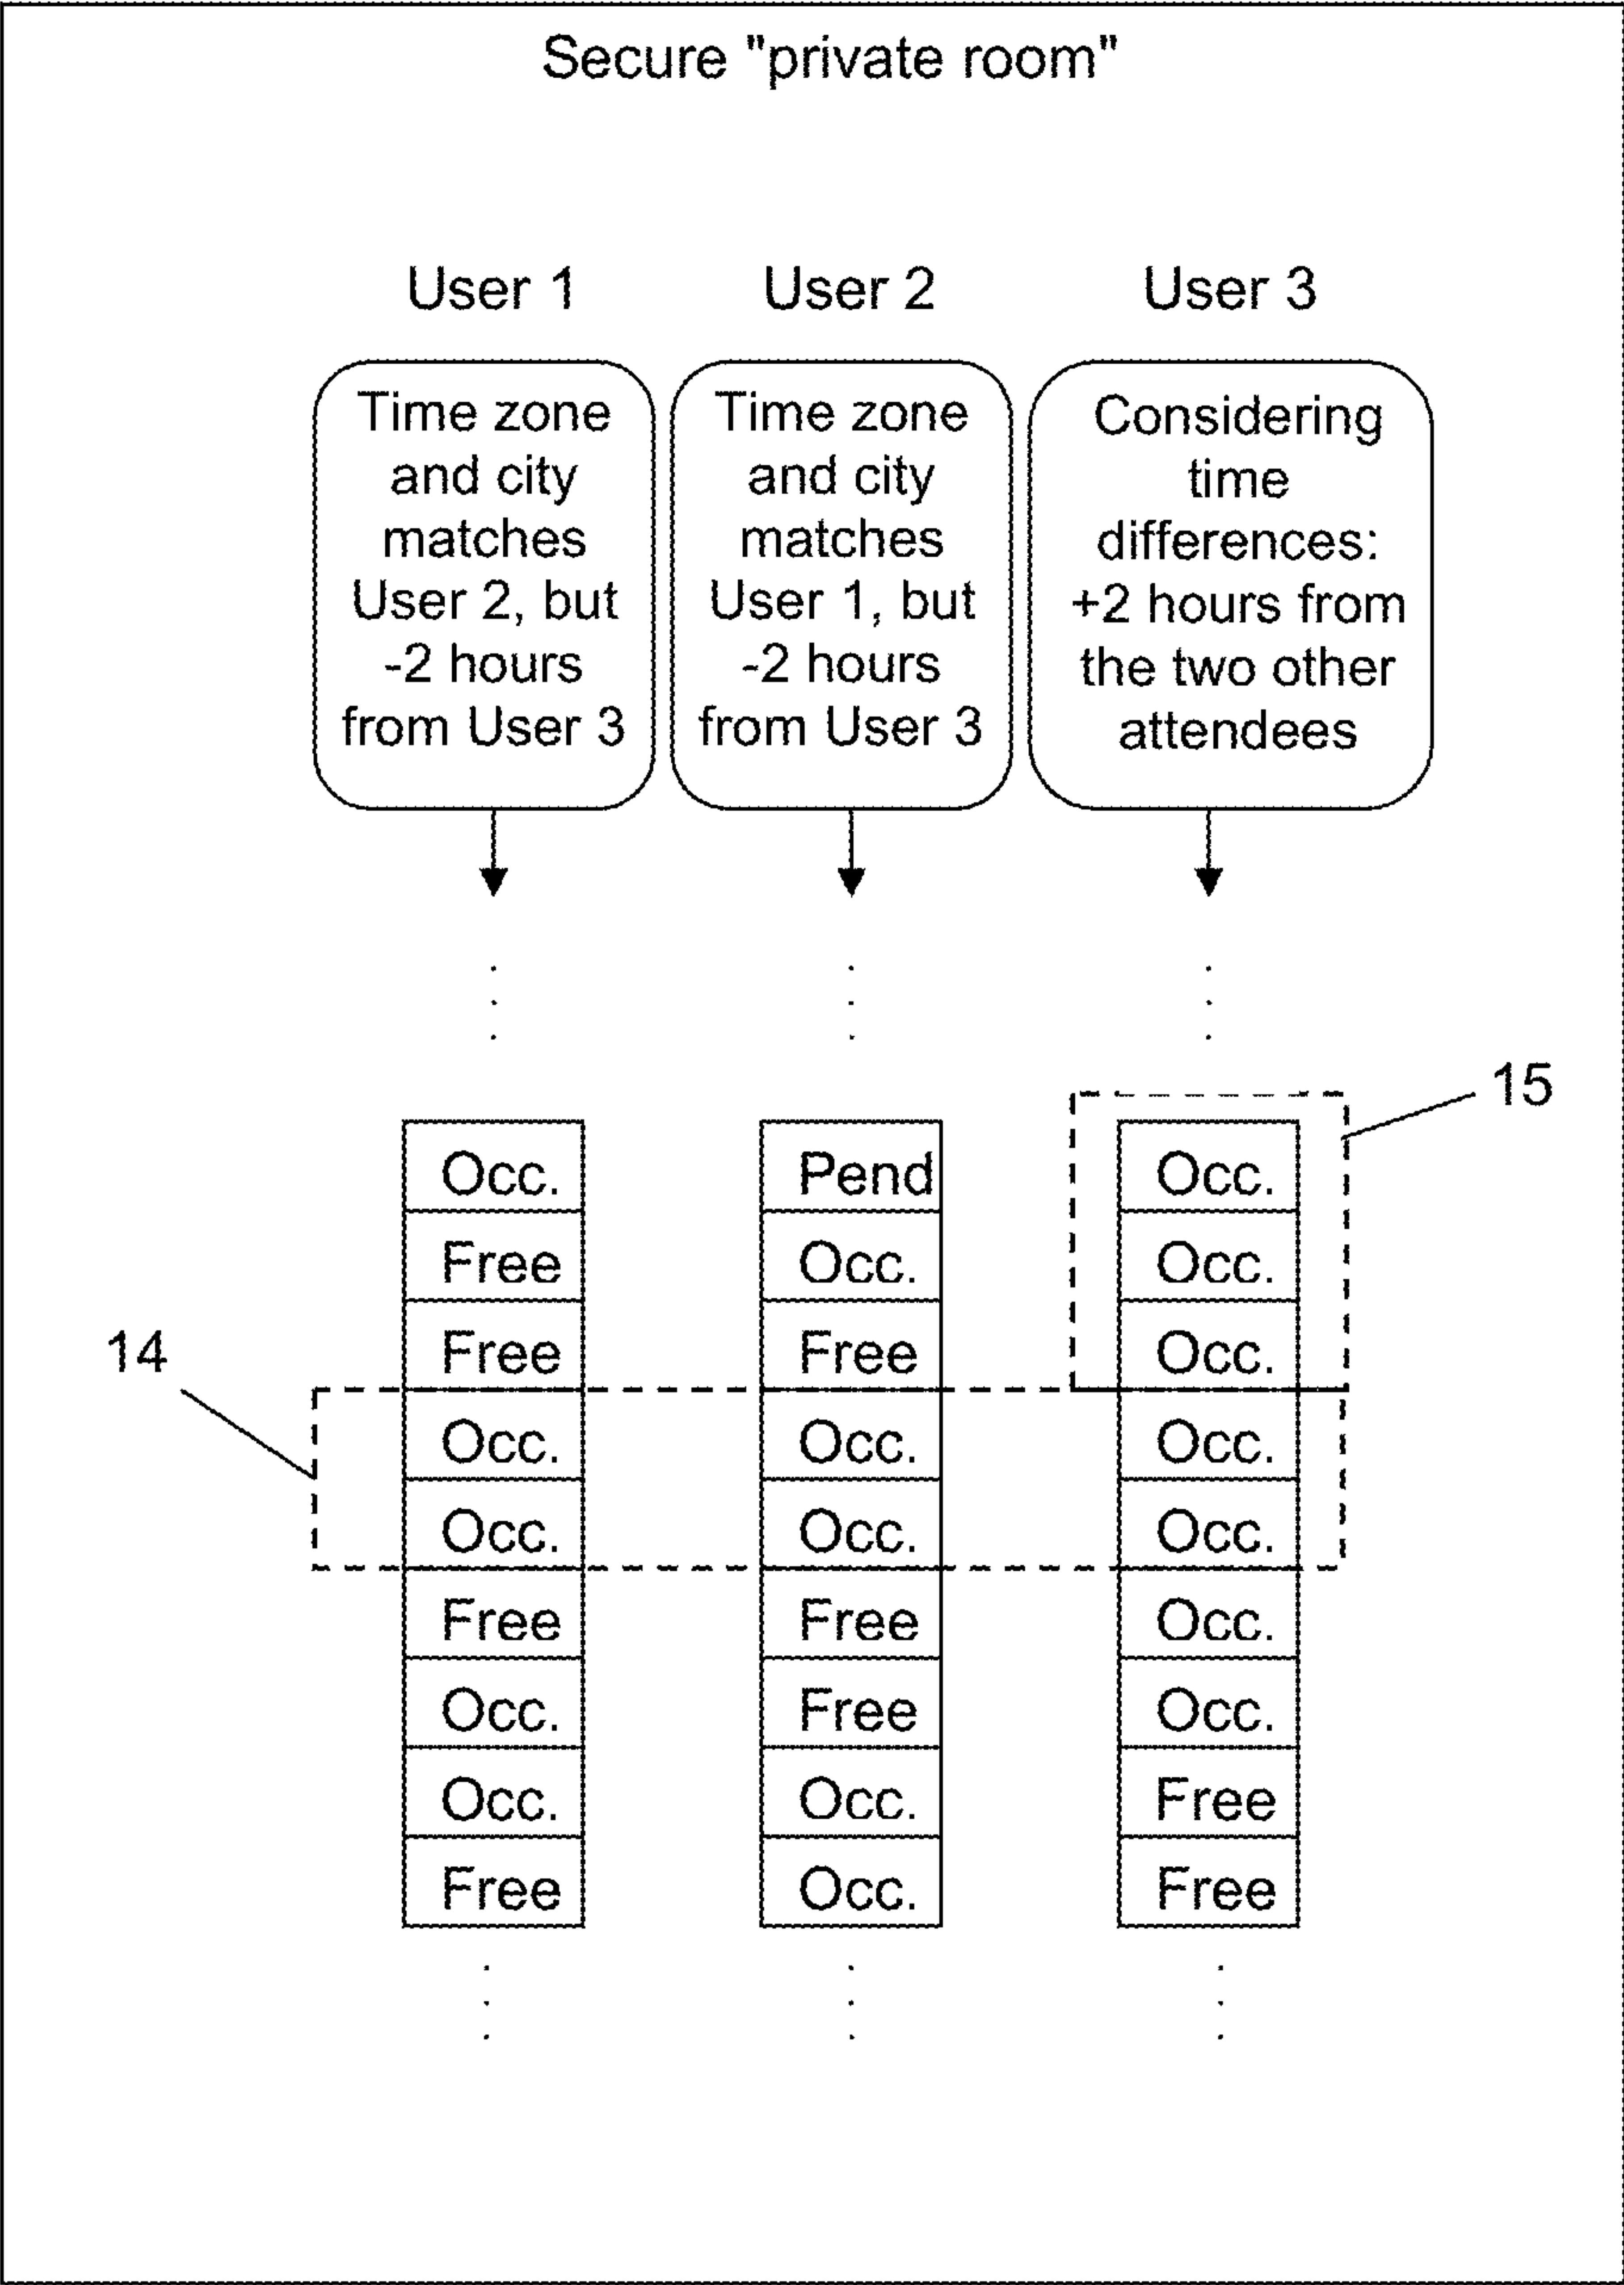 Secure "private room"
User 1
User 2
User 3
Time zone
and city
matches
User 2, but
-2 hours
from User 3
Time zone
and city
matches
User 1, but
-2 hours
from User 3
Considering
time
differences:
+2 hours from
the two other
attendees
15
14
Occ.
Free
Free
Occ.
Occ.
Free
Occ.
Occ.
Free
Pend
Occ.
Free
Occ.
Occ.
Free
Free
Occ.
Occ.
Occ.
Occ.
Occ.
Occ.
Occ.
Occ.
Occ.
Free
Free